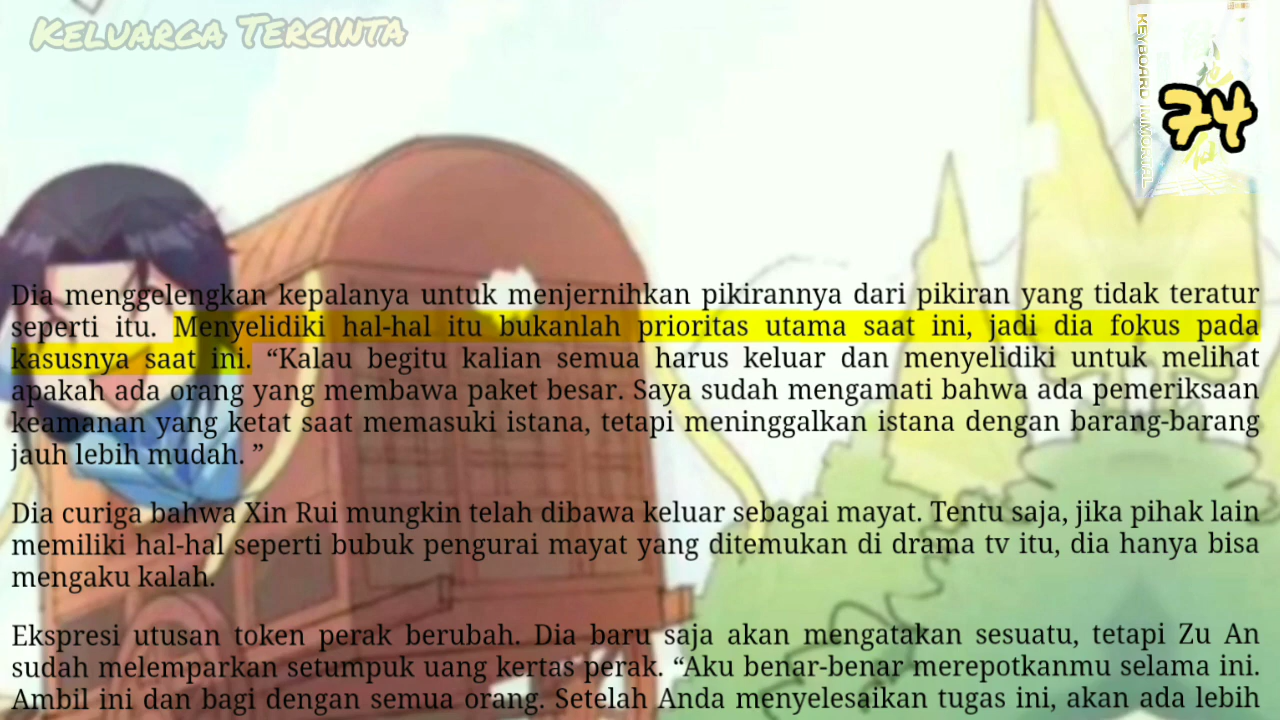 Keluarga Tercinta
KEYBOARD IMMORTAL
74
Dia menggelengkan kepalanya untuk menjernihkan pikirannya dari pikiran yang tidak teratur
seperti itu. Menyelidiki hal-hal itu bukanlah prioritas utama saat ini, jadi dia fokus pada
kasusnya saat ini. “Kalau begitu kalian semua harus keluar dan menyelidiki untuk melihat
apakah ada orang yang membawa paket besar. Saya sudah mengamati bahwa ada pemeriksaan
keamanan yang ketat saat memasuki istana, tetapi meninggalkan istana dengan barang-barang
jauh lebih mudah. ”
Dia curiga bahwa Xin Rui mungkin telah dibawa keluar sebagai mayat. Tentu saja, jika pihak lain
memiliki hal-hal seperti bubuk pengurai mayat yang ditemukan di drama tv itu, dia hanya bisa
mengaku kalah.
Ekspresi utusan token perak berubah. Dia baru saja akan mengatakan sesuatu, tetapi Zu An
sudah melemparkan setumpuk uang kertas perak. “Aku benar-benar merepotkanmu selama ini.
Ambil ini dan bagi dengan semua orang. Setelah Anda menyelesaikan tugas ini, akan ada lebih